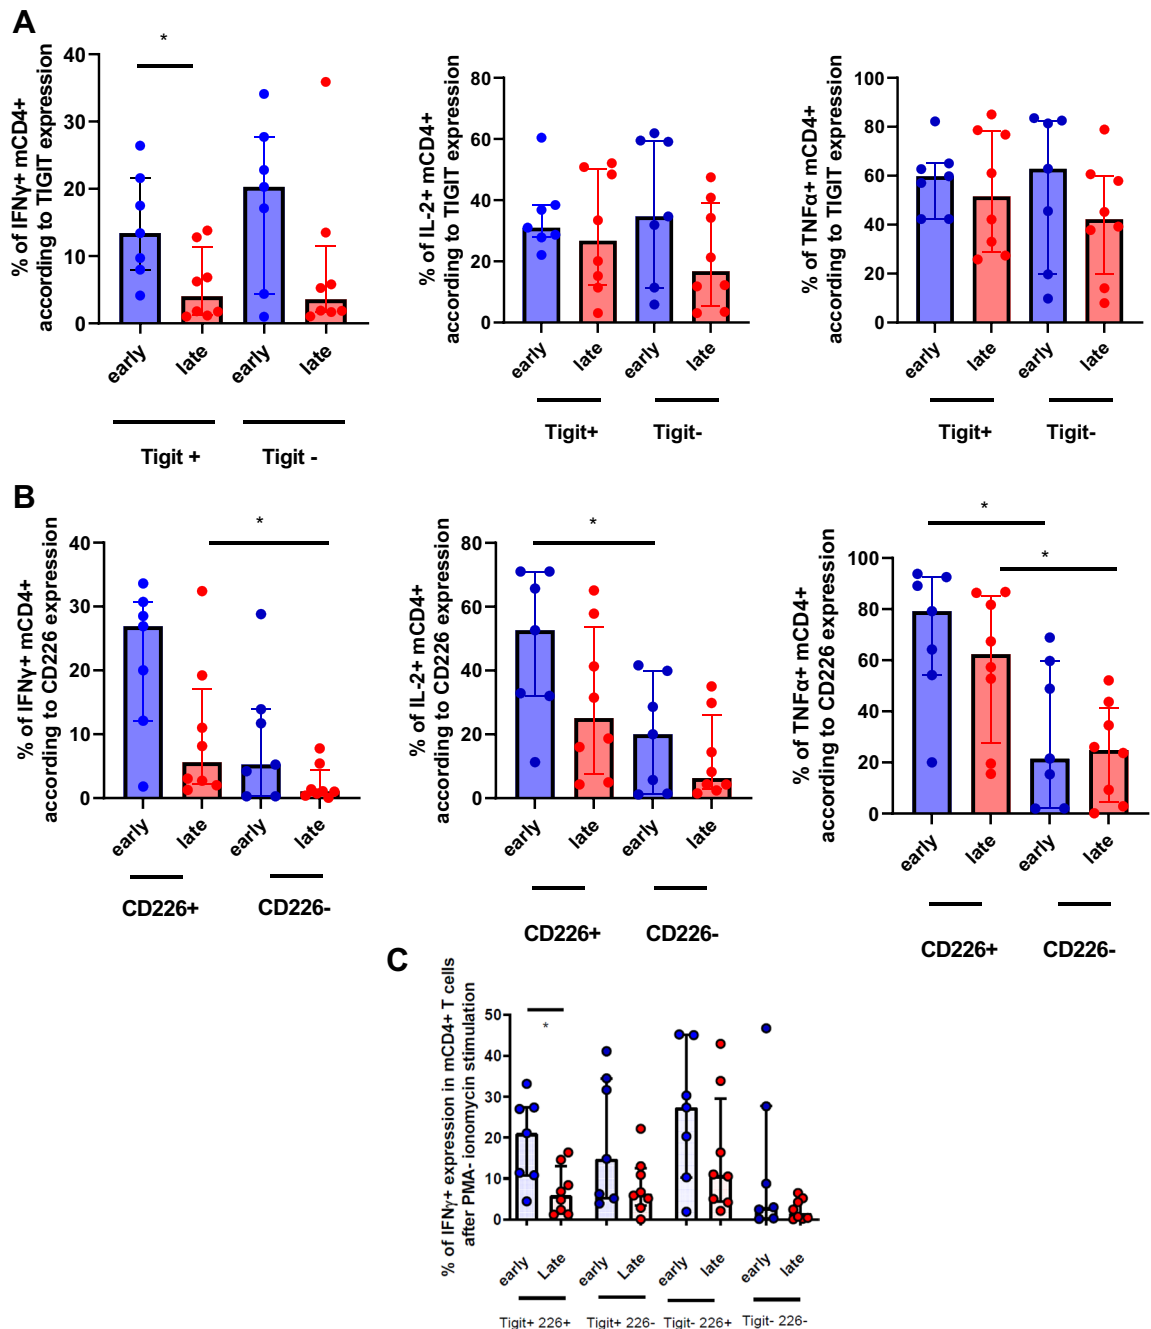 A
% of IFNγ+ mCD4+
according to TIGIT expression
40
30
20
10
0
*
early
late
early
late
Tigit +
Tigit -
% of IL-2+ mCD4+
according to TIGIT expression
80
60
40
20
0
early
late
early
late
Tigit+
Tigit-
% of TNFα+ mCD4+
according to TIGIT expression
100
80
60
40
20
0
early
late
early
late
Tigit+
Tigit-
B
% of IFNγ+ mCD4+
according to CD226 expression
40
30
20
10
0
*
early
late
early
late
CD226+
CD226-
% of IL-2+ mCD4+
according to CD226 expression
80
60
40
20
0
*
early
late
early
late
CD226+
CD226-
% of TNFα+ mCD4+
according to CD226 expression
100
80
60
40
20
0
*
*
early
late
early
late
CD226+
CD226-
C
% of IFNγ+ expression in mCD4+ T cells
after PMA- ionomycin stimulation
50
40
30
20
10
0
*
early
Late
early
Late
early
late
early
late
Tigit+ 226+
Tigit+ 226-
Tigit- 226+
Tigit- 226-